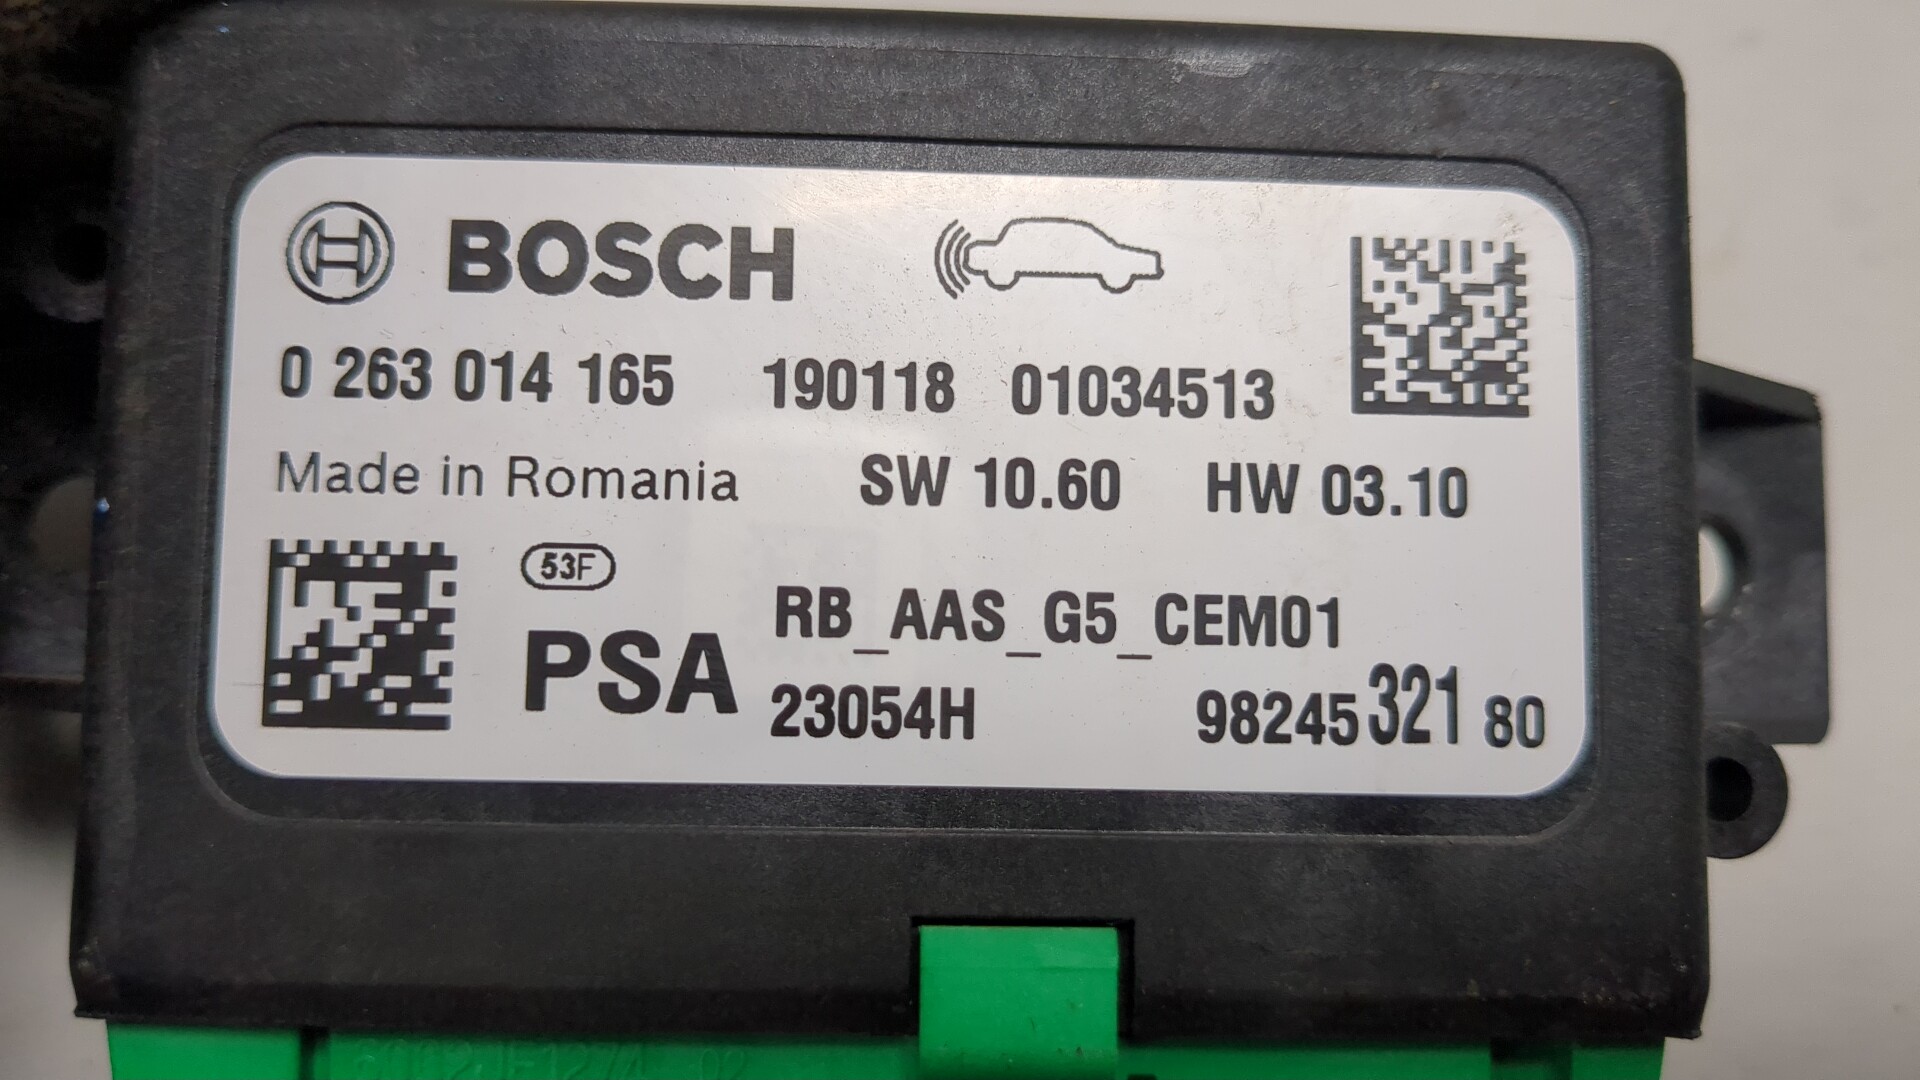 BOSCH
0 263 014 165 190118 01034513
Made in Romania SW 10.60 HW 03.10
53F
RB_AAS_G5_CEM01
PSA
23054H 98245 321 80